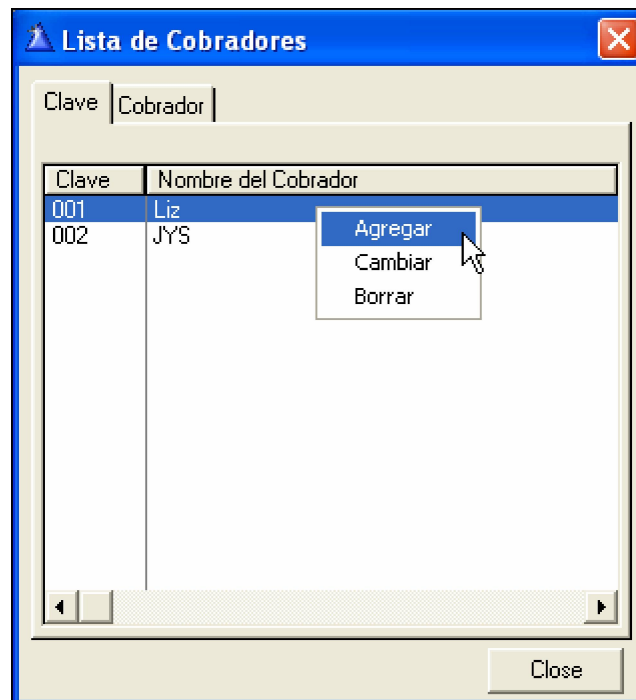 Lista de Cobradores
Clave Cobrador
Clave Nombre del Cobrador
001 Liz
002 JYS
Agregar
Cambiar
Borrar
Close